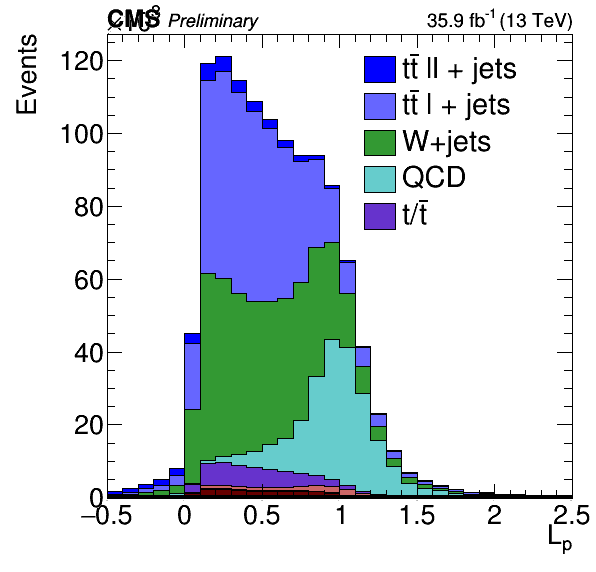 CMS Preliminary 35.9 fb⁻¹ (13 TeV)
Events
tt̄ ll + jets
tt̄ l + jets
W+jets
QCD
t/t̄
120
100
80
60
40
20
0
−0.5 0 0.5 1 1.5 2 2.5
Lₚ